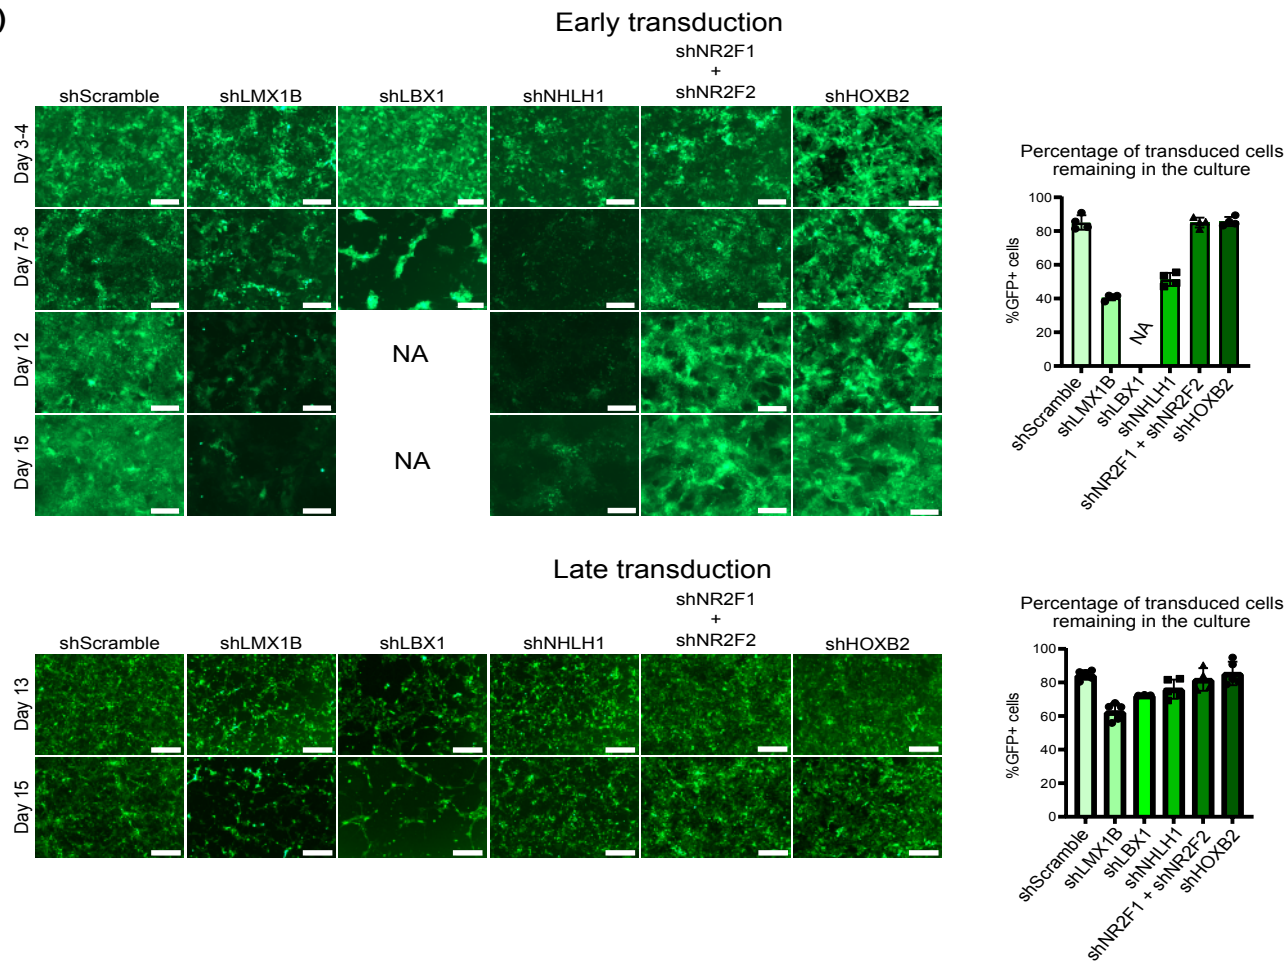 )
Early transduction
shScramble
shLMX1B
shLBX1
shNHLH1
shNR2F1
+
shNR2F2
shHOXB2
Day 3-4
Day 7-8
Day 12
NA
Day 15
NA
Percentage of transduced cells
remaining in the culture
%GFP+ cells
100
80
60
40
20
0
NA
shScramble
shLMX1B
shLBX1
shNHLH1
shNR2F1 + shNR2F2
shHOXB2
Late transduction
shScramble
shLMX1B
shLBX1
shNHLH1
shNR2F1
+
shNR2F2
shHOXB2
Day 13
Day 15
Percentage of transduced cells
remaining in the culture
%GFP+ cells
100
80
60
40
20
0
shScramble
shLMX1B
shLBX1
shNHLH1
shNR2F1 + shNR2F2
shHOXB2